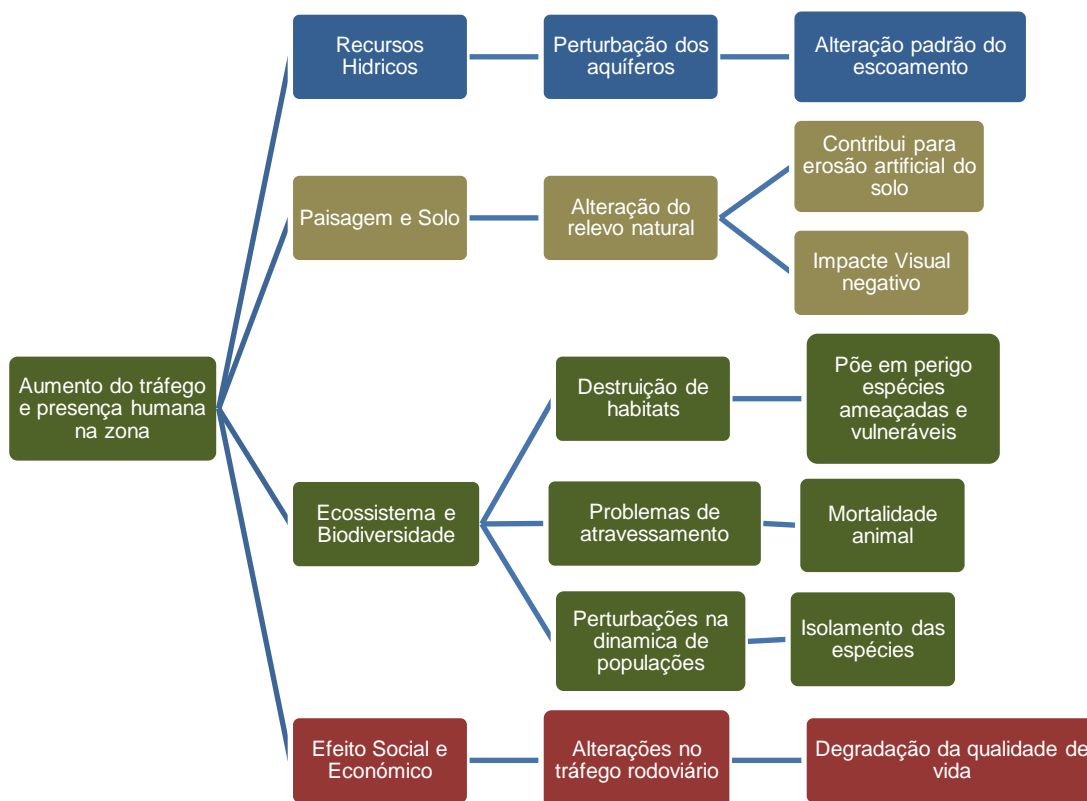 Recursos
Hidricos
Perturbação dos
aquíferos
Alteração padrão do
escoamento
Paisagem e Solo
Alteração do
relevo natural
Contribui para
erosão artificial do
solo
Impacte Visual
negativo
Aumento do tráfego
e presença humana
na zona
Ecossistema e
Biodiversidade
Destruição de
habitats
Põe em perigo
espécies
ameaçadas e
vulneráveis
Problemas de
atravessamento
Mortalidade
animal
Perturbações na
dinamica de
populações
Isolamento das
espécies
Efeito Social e
Económico
Alterações no
tráfego rodoviário
Degradação da qualidade de
vida